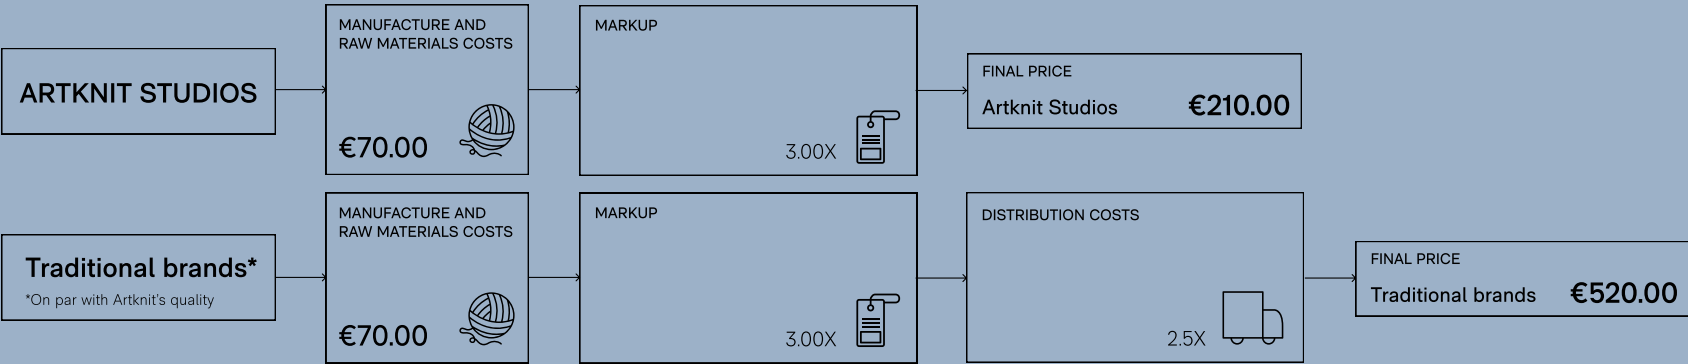 ARTKNIT STUDIOS
MANUFACTURE AND
RAW MATERIALS COSTS
€70.00
MARKUP
3.00X
FINAL PRICE
Artknit Studios €210.00
Traditional brands*
*On par with Artknit's quality
MANUFACTURE AND
RAW MATERIALS COSTS
€70.00
MARKUP
3.00X
DISTRIBUTION COSTS
2.5X
FINAL PRICE
Traditional brands €520.00